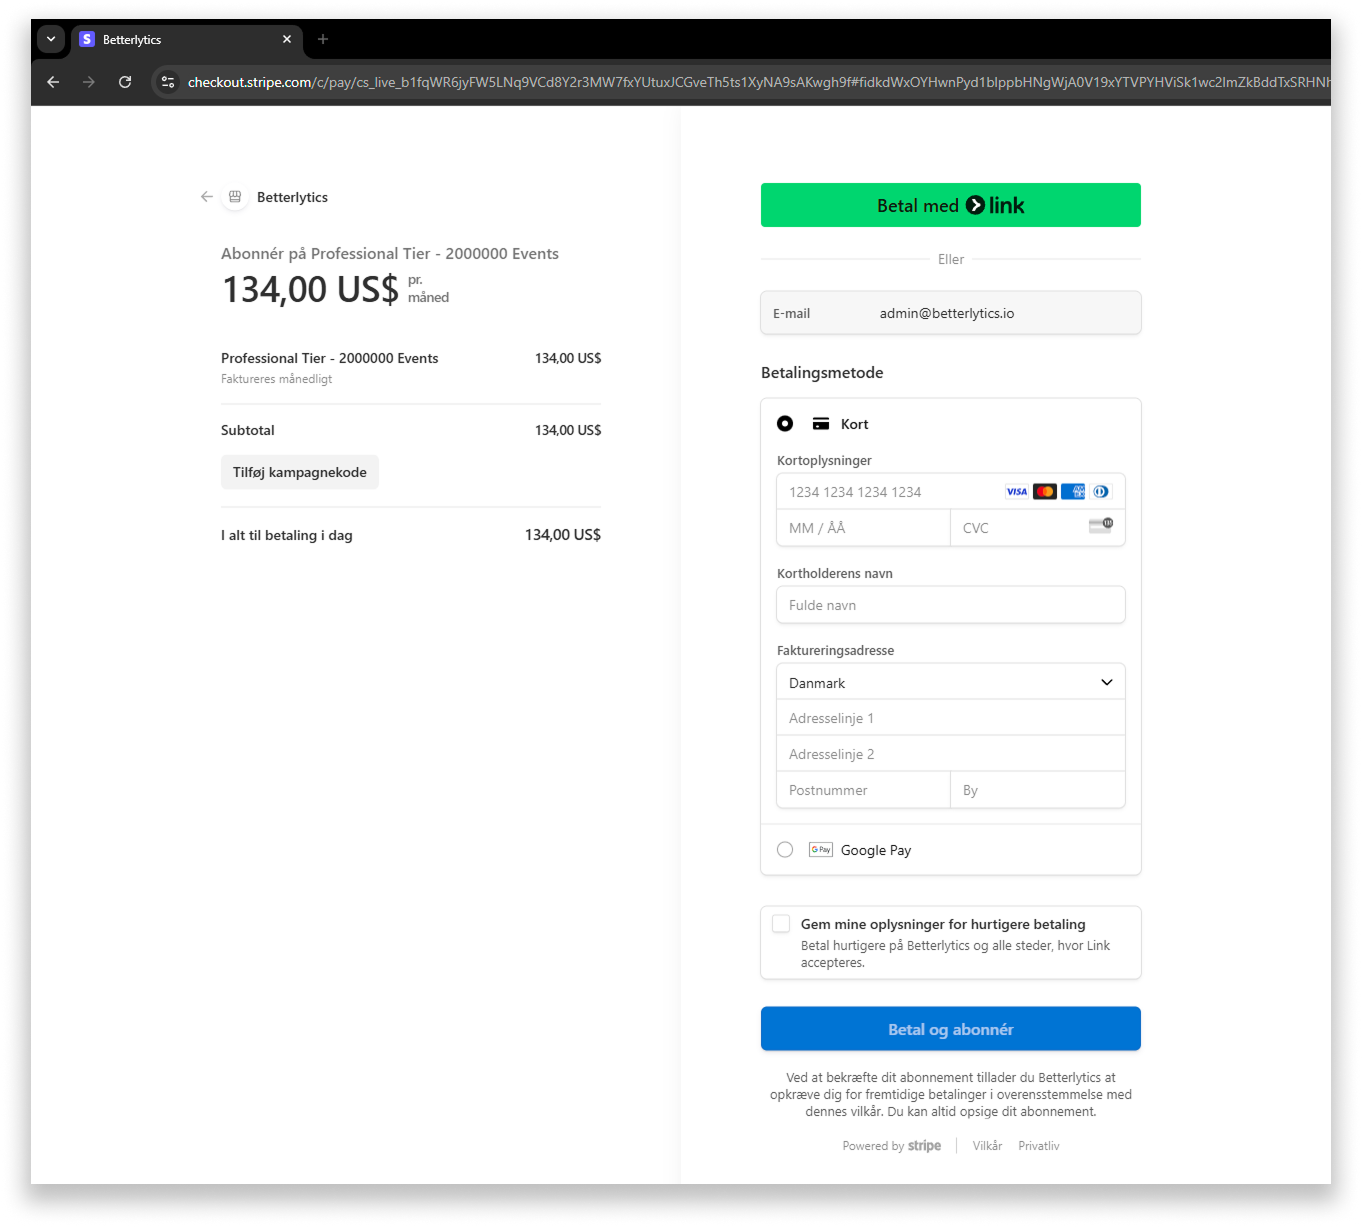 Betterlytics
checkout.stripe.com/c/pay/cs_live_b1fqWR6jyFW5LNq9VCd8Y2r3MW7fxYUtuxJCGveTh5ts1XyNA9sAKwgh9f#fidkdWxOYHwnPyd1blppbHNgWjA0V19xYTVPYHViSk1wc2lmZkBddTxSRHNh
Betterlytics
Abonnér på Professional Tier - 2000000 Events
134,00 US$ pr. måned
Professional Tier - 2000000 Events 134,00 US$
Faktureres månedligt
Subtotal 134,00 US$
Tilføj kampagnekode
I alt til betaling i dag 134,00 US$
Betal med link
Eller
E-mail admin@betterlytics.io
Betalingsmetode
Kort
Kortoplysninger
1234 1234 1234 1234 VISA
MM / ÅÅ CVC
Kortholderens navn
Fulde navn
Faktureringsadresse
Danmark
Adresselinje 1
Adresselinje 2
Postnummer By
G Pay Google Pay
Gem mine oplysninger for hurtigere betaling
Betal hurtigere på Betterlytics og alle steder, hvor Link
accepteres.
Betal og abonnér
Ved at bekræfte dit abonnement tillader du Betterlytics at
opkræve dig for fremtidige betalinger i overensstemmelse med
dennes vilkår. Du kan altid opsige dit abonnement.
Powered by stripe Vilkår Privatliv